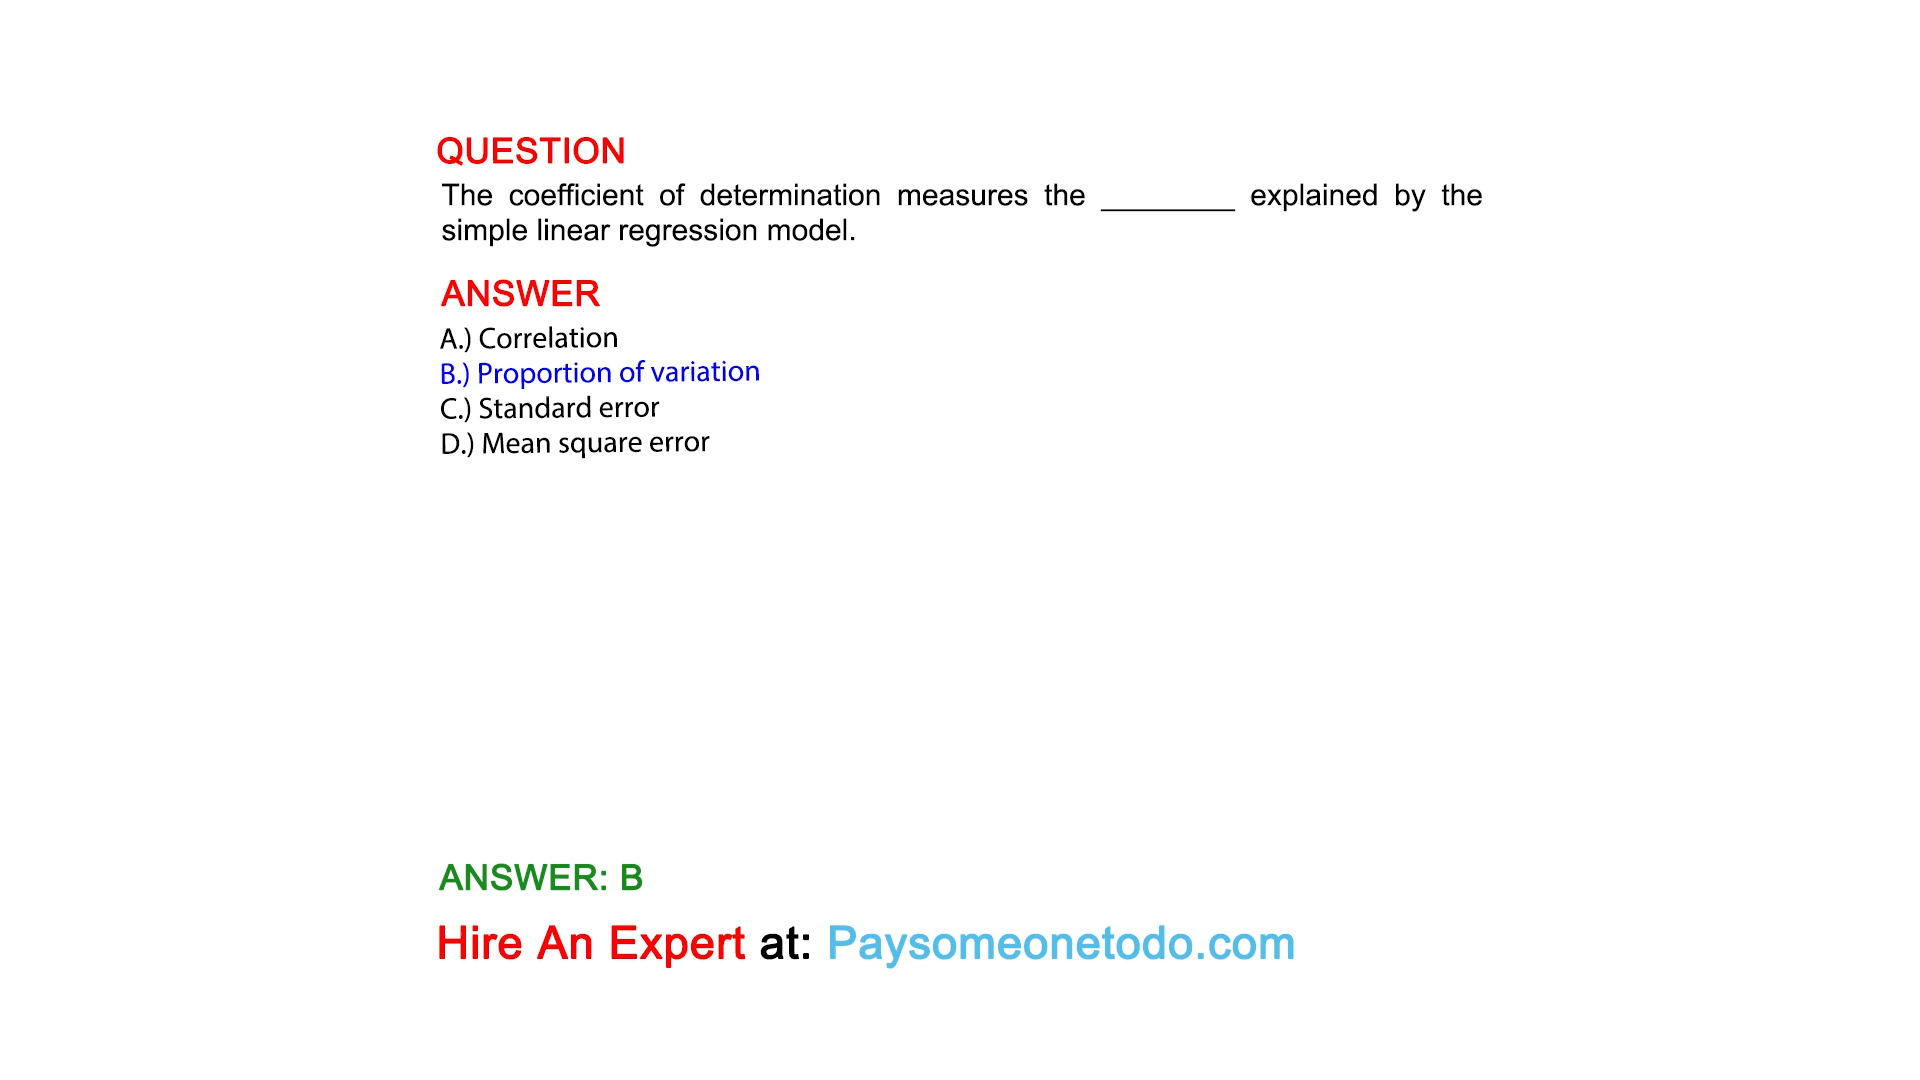 QUESTION
The coefficient of determination measures the ________ explained by the
simple linear regression model.
ANSWER
A.) Correlation
B.) Proportion of variation
C.) Standard error
D.) Mean square error
ANSWER: B
Hire An Expert at: Paysomeonetodo.com